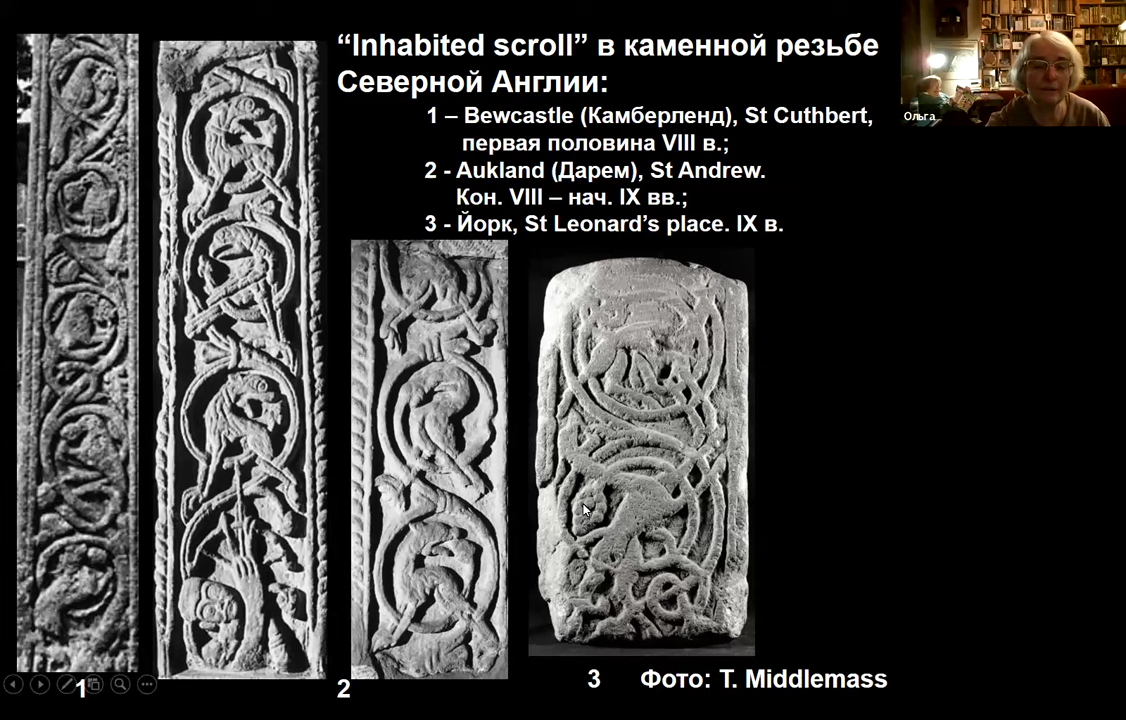 “Inhabited scroll” в каменной резьбе
Северной Англии:
1 – Bewcastle (Камберленд), St Cuthbert,
первая половина VIII в.;
2 - Aukland (Дарем), St Andrew.
Кон. VIII – нач. IX вв.;
3 - Йорк, St Leonard’s place. IX в.
Ольга
1
2
3 Фото: T. Middlemass